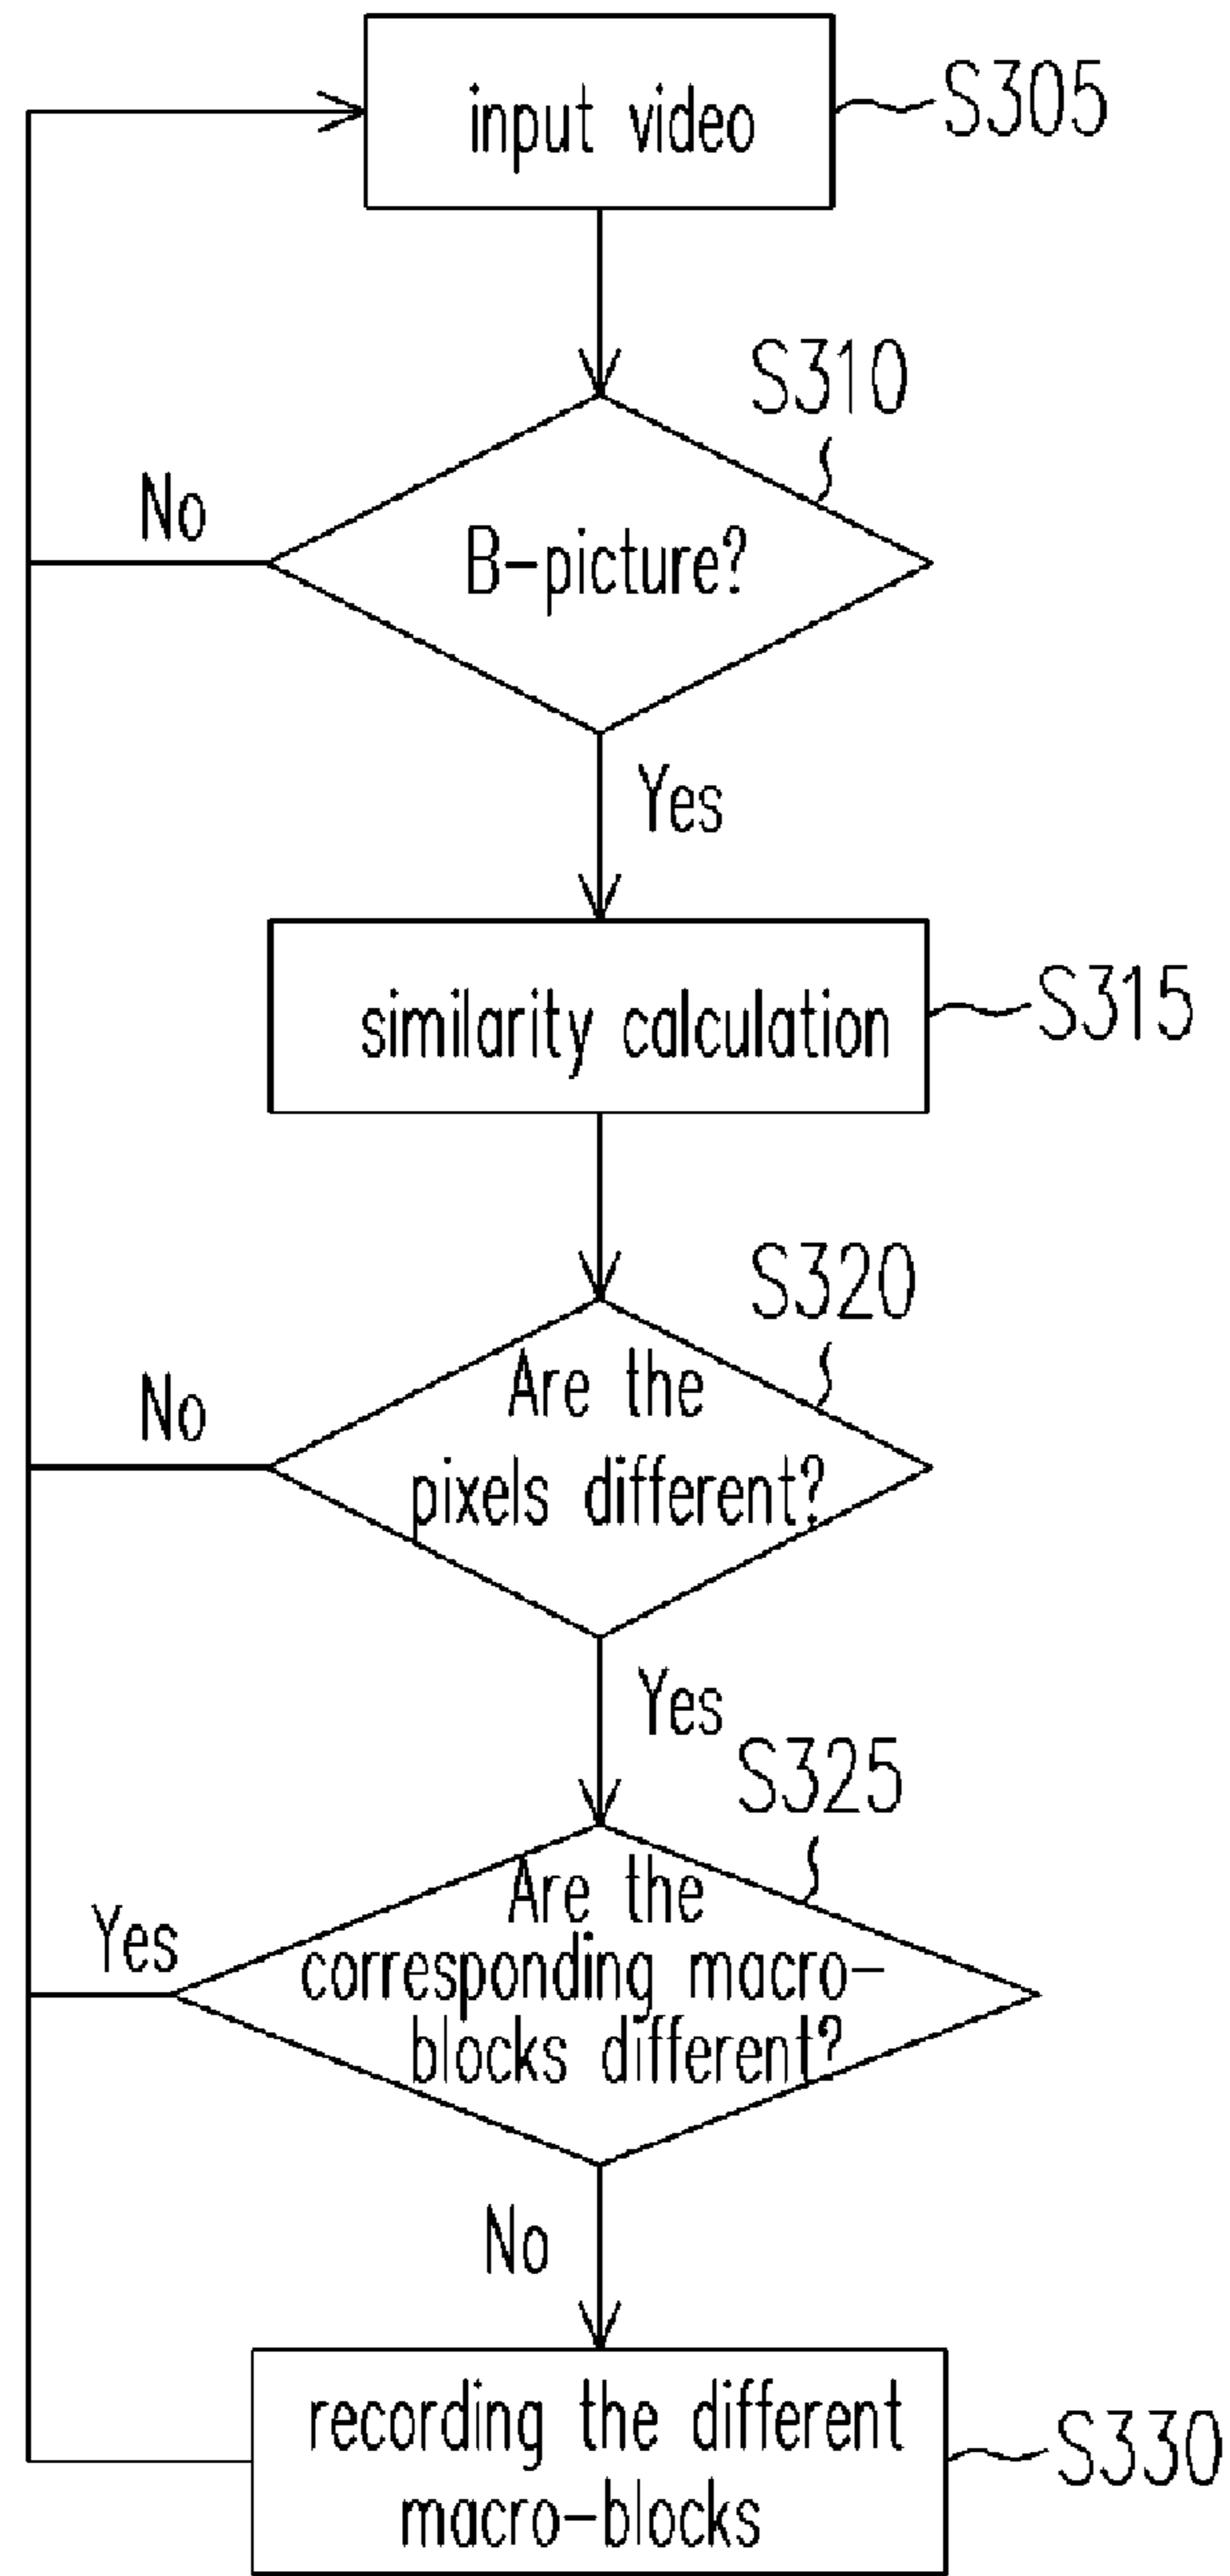 input video
S305
S310
No
B-picture?
Yes
similarity calculation
S315
S320
No
Are the
pixels different?
Yes
S325
Yes
Are the
corresponding macro-
blocks different?
No
recording the different
macro-blocks
S330